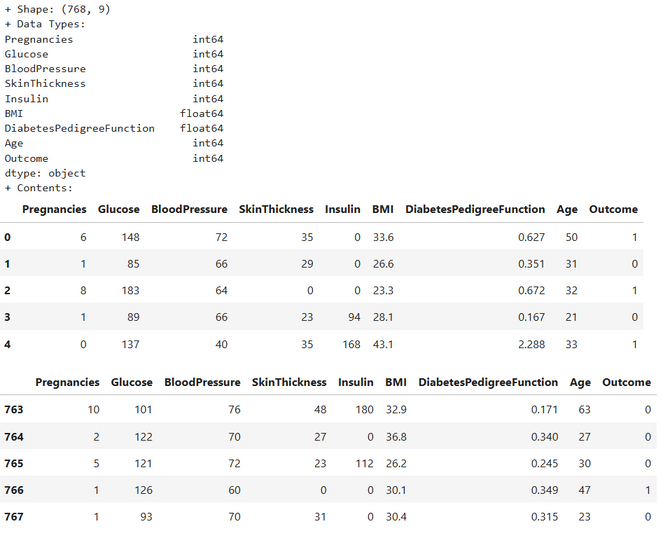 + Shape: (768, 9)
+ Data Types:
Pregnancies int64
Glucose int64
BloodPressure int64
SkinThickness int64
Insulin int64
BMI float64
DiabetesPedigreeFunction float64
Age int64
Outcome int64
dtype: object
+ Contents:
Pregnancies Glucose BloodPressure SkinThickness Insulin BMI DiabetesPedigreeFunction Age Outcome
0 6 148 72 35 0 33.6 0.627 50 1
1 1 85 66 29 0 26.6 0.351 31 0
2 8 183 64 0 0 23.3 0.672 32 1
3 1 89 66 23 94 28.1 0.167 21 0
4 0 137 40 35 168 43.1 2.288 33 1
Pregnancies Glucose BloodPressure SkinThickness Insulin BMI DiabetesPedigreeFunction Age Outcome
763 10 101 76 48 180 32.9 0.171 63 0
764 2 122 70 27 0 36.8 0.340 27 0
765 5 121 72 23 112 26.2 0.245 30 0
766 1 126 60 0 0 30.1 0.349 47 1
767 1 93 70 31 0 30.4 0.315 23 0